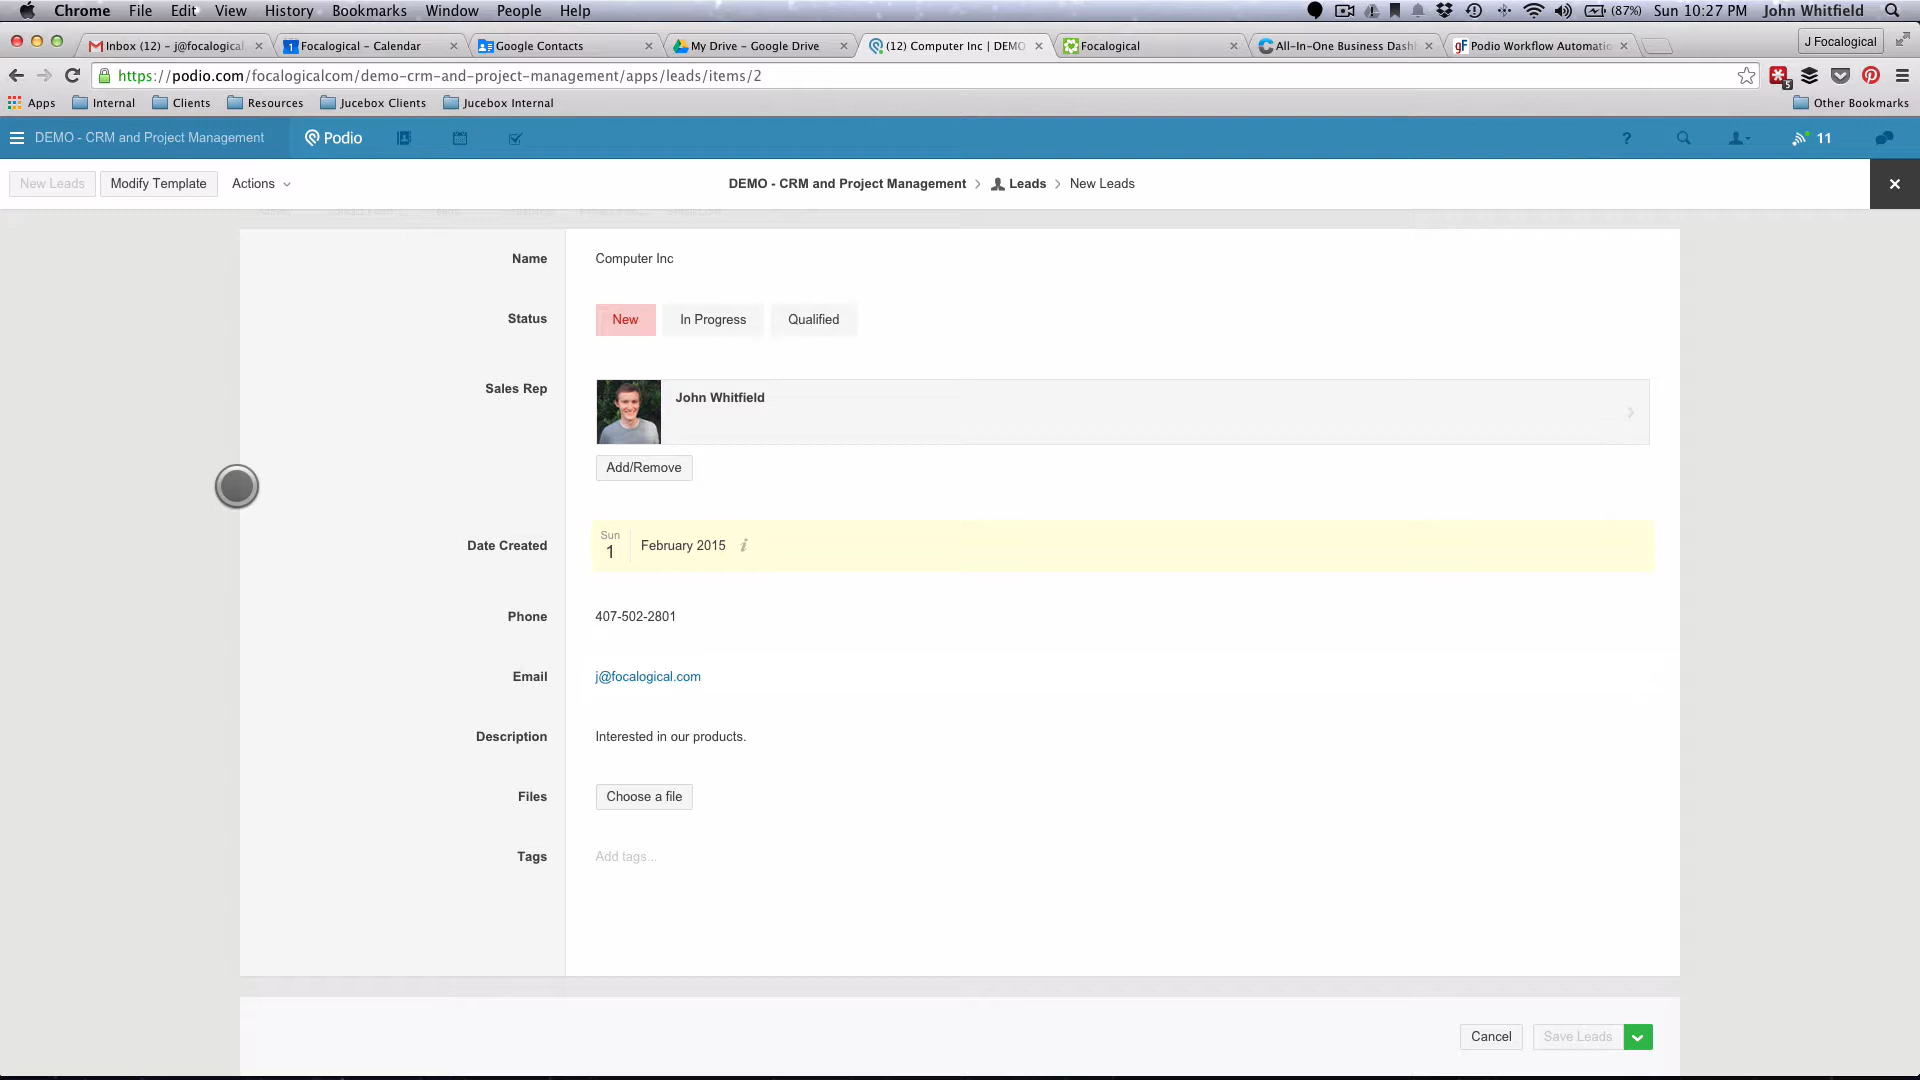 Chrome File Edit View History Bookmarks Window People Help (87%) Sun 10:27 PM John Whitfield
Inbox (12) – j@focalogical Focalogical – Calendar Google Contacts My Drive – Google Drive (12) Computer Inc | DEMO Focalogical All-In-One Business Dash Podio Workflow Automatio J Focalogical
https://podio.com/focalogicalcom/demo-crm-and-project-management/apps/leads/items/2 5
Apps Internal Clients Resources Jucebox Clients Jucebox Internal Other Bookmarks
DEMO - CRM and Project Management Podio ? 11
New Leads Modify Template Actions DEMO - CRM and Project Management > Leads > New Leads
Name Computer Inc
Status New In Progress Qualified
Sales Rep John Whitfield
Add/Remove
Date Created Sun 1 February 2015 i
Phone 407-502-2801
Email j@focalogical.com
Description Interested in our products.
Files Choose a file
Tags Add tags...
Cancel Save Leads